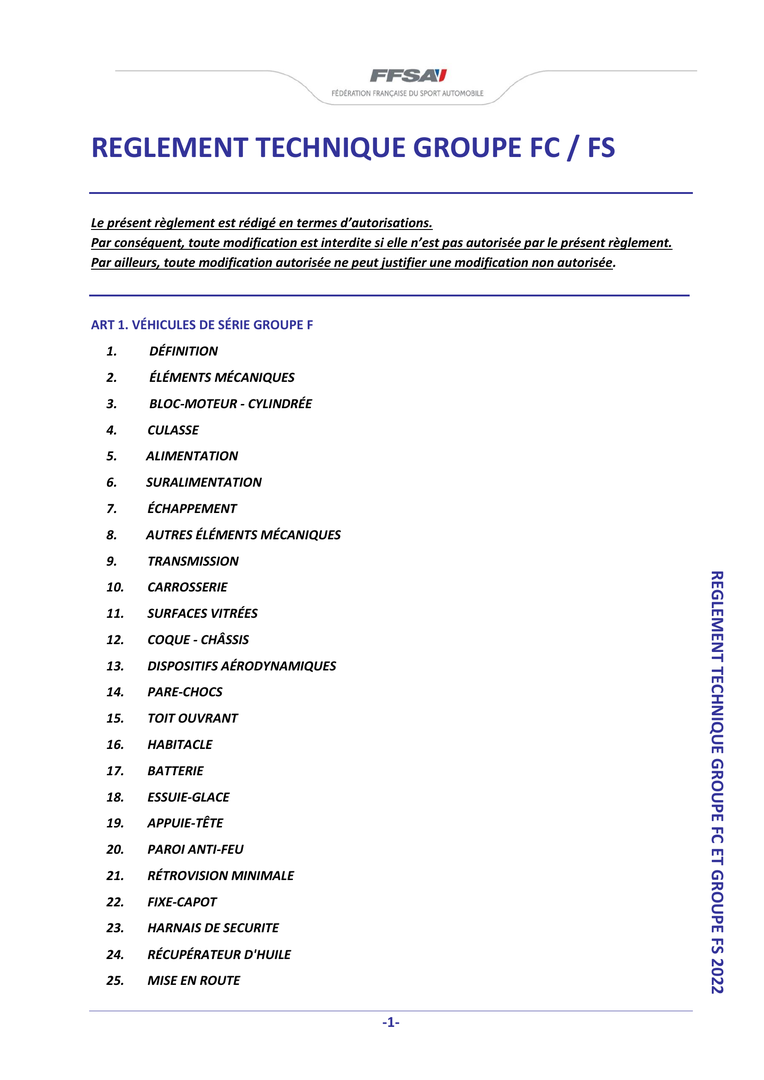 FFSA
FÉDÉRATION FRANÇAISE DU SPORT AUTOMOBILE
REGLEMENT TECHNIQUE GROUPE FC / FS
Le présent règlement est rédigé en termes d’autorisations.
Par conséquent, toute modification est interdite si elle n’est pas autorisée par le présent règlement.
Par ailleurs, toute modification autorisée ne peut justifier une modification non autorisée.
ART 1. VÉHICULES DE SÉRIE GROUPE F
1. DÉFINITION
2. ÉLÉMENTS MÉCANIQUES
3. BLOC-MOTEUR - CYLINDRÉE
4. CULASSE
5. ALIMENTATION
6. SURALIMENTATION
7. ÉCHAPPEMENT
8. AUTRES ÉLÉMENTS MÉCANIQUES
9. TRANSMISSION
10. CARROSSERIE
11. SURFACES VITRÉES
12. COQUE - CHÂSSIS
13. DISPOSITIFS AÉRODYNAMIQUES
14. PARE-CHOCS
15. TOIT OUVRANT
16. HABITACLE
17. BATTERIE
18. ESSUIE-GLACE
19. APPUIE-TÊTE
20. PAROI ANTI-FEU
21. RÉTROVISION MINIMALE
22. FIXE-CAPOT
23. HARNAIS DE SECURITE
24. RÉCUPÉRATEUR D'HUILE
25. MISE EN ROUTE
REGLEMENT TECHNIQUE GROUPE FC ET GROUPE FS 2022
-1-